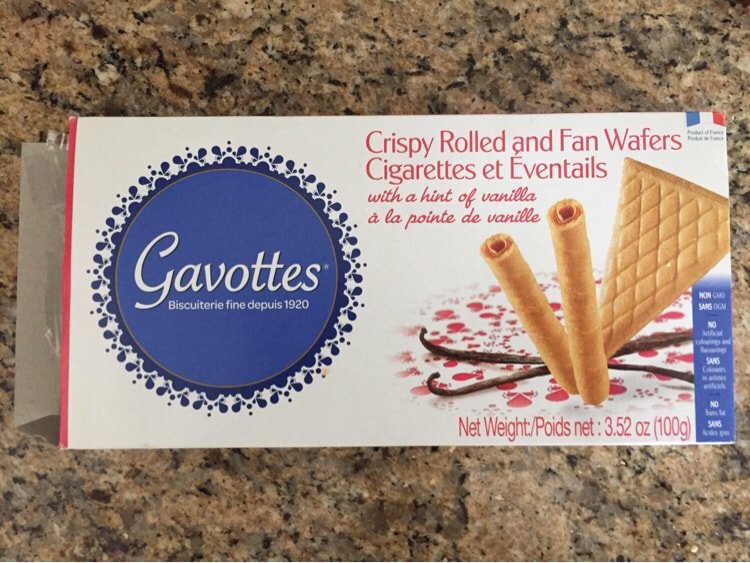 Gavottes®
Biscuiterie fine depuis 1920
Crispy Rolled and Fan Wafers
Cigarettes et Éventails
with a hint of vanilla
à la pointe de vanille
Product of France
Produit de France
NON GMO
SANS OGM
NO
Artificial
colourings and
flavourings
SANS
Colorants
ni arômes
artificiels
NO
Trans fat
SANS
Acides gras
Net Weight:/Poids net : 3.52 oz (100g)